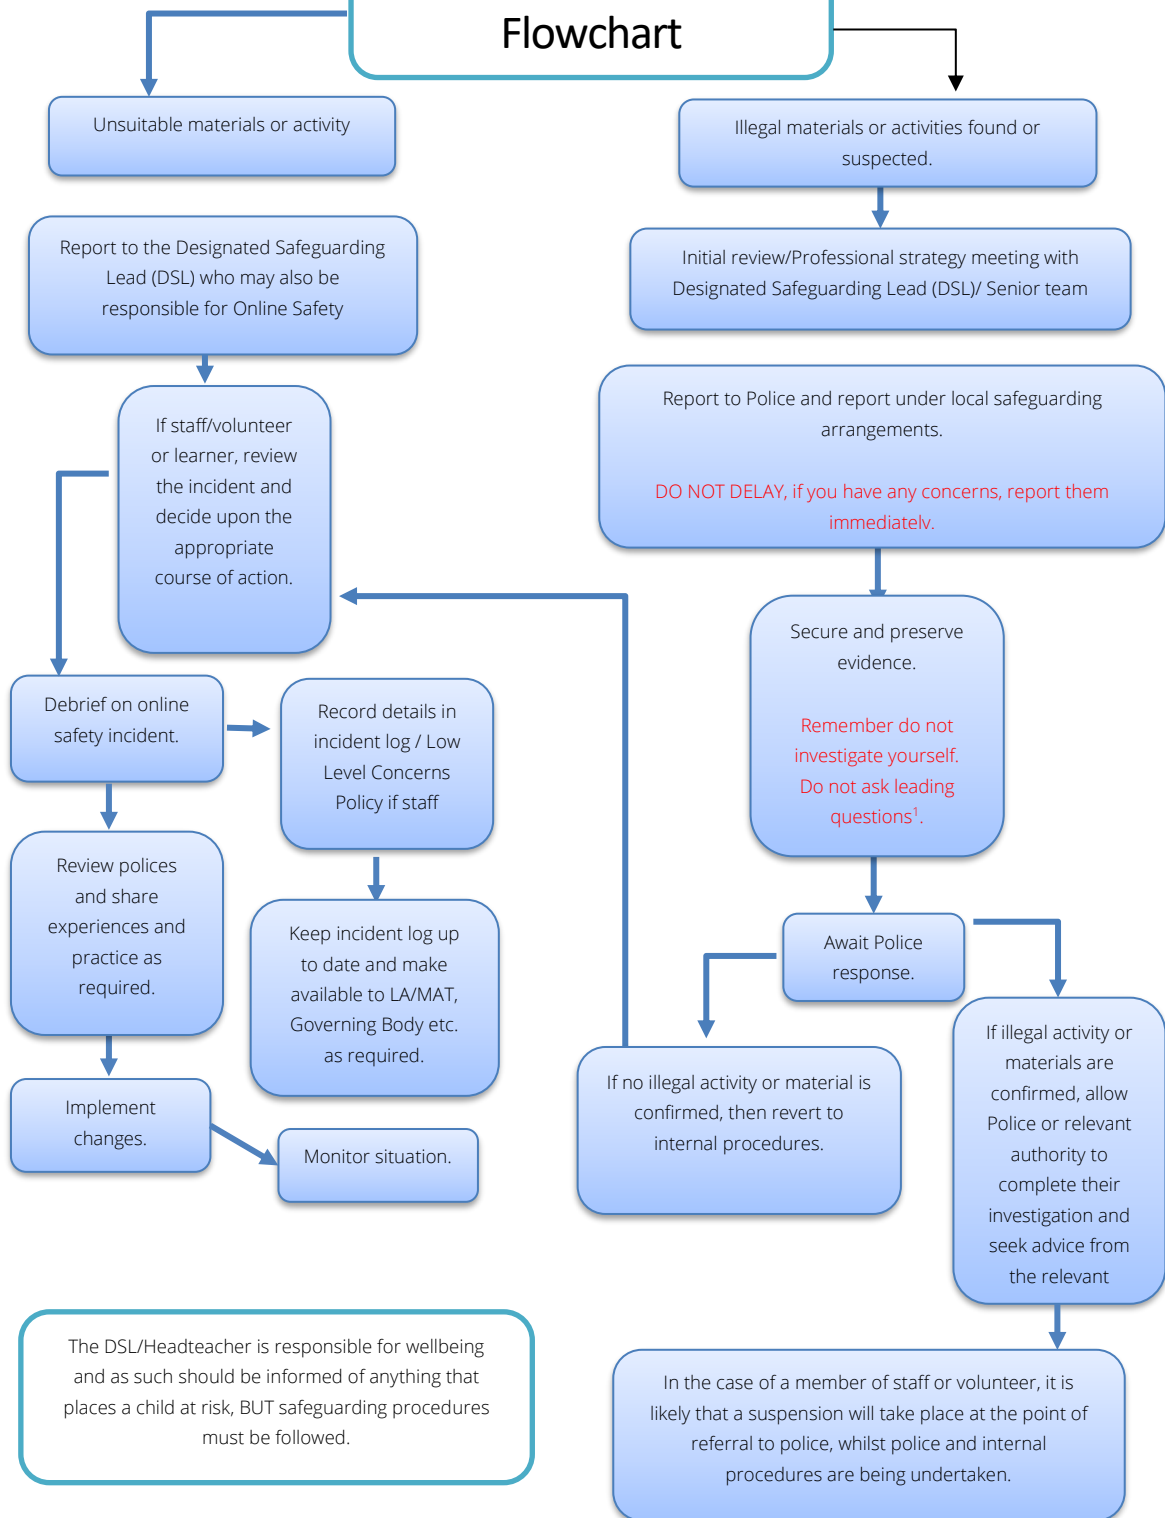 Flowchart
Unsuitable materials or activity
Report to the Designated Safeguarding
Lead (DSL) who may also be
responsible for Online Safety
If staff/volunteer
or learner, review
the incident and
decide upon the
appropriate
course of action.
Debrief on online
safety incident.
Record details in
incident log / Low
Level Concerns
Policy if staff
Review polices
and share
experiences and
practice as
required.
Keep incident log up
to date and make
available to LA/MAT,
Governing Body etc.
as required.
Implement
changes.
Monitor situation.
Illegal materials or activities found or
suspected.
Initial review/Professional strategy meeting with
Designated Safeguarding Lead (DSL)/ Senior team
Report to Police and report under local safeguarding
arrangements.
DO NOT DELAY, if you have any concerns, report them
immediately.
Secure and preserve
evidence.
Remember do not
investigate yourself.
Do not ask leading
questions¹.
Await Police
response.
If no illegal activity or material is
confirmed, then revert to
internal procedures.
If illegal activity or
materials are
confirmed, allow
Police or relevant
authority to
complete their
investigation and
seek advice from
the relevant
In the case of a member of staff or volunteer, it is
likely that a suspension will take place at the point of
referral to police, whilst police and internal
procedures are being undertaken.
The DSL/Headteacher is responsible for wellbeing
and as such should be informed of anything that
places a child at risk, BUT safeguarding procedures
must be followed.